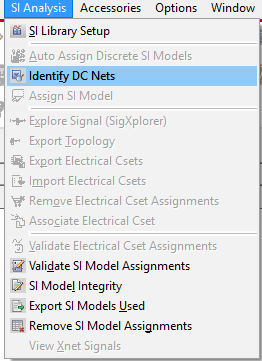 SI Analysis Accessories Options Window
SI Library Setup
Auto Assign Discrete SI Models
Identify DC Nets
Assign SI Model
Explore Signal (SigXplorer)
Export Topology
Export Electrical Csets
Import Electrical Csets
Remove Electrical Cset Assignments
Associate Electrical Cset
Validate Electrical Cset Assignments
Validate SI Model Assignments
SI Model Integrity
Export SI Models Used
Remove SI Model Assignments
View Xnet Signals